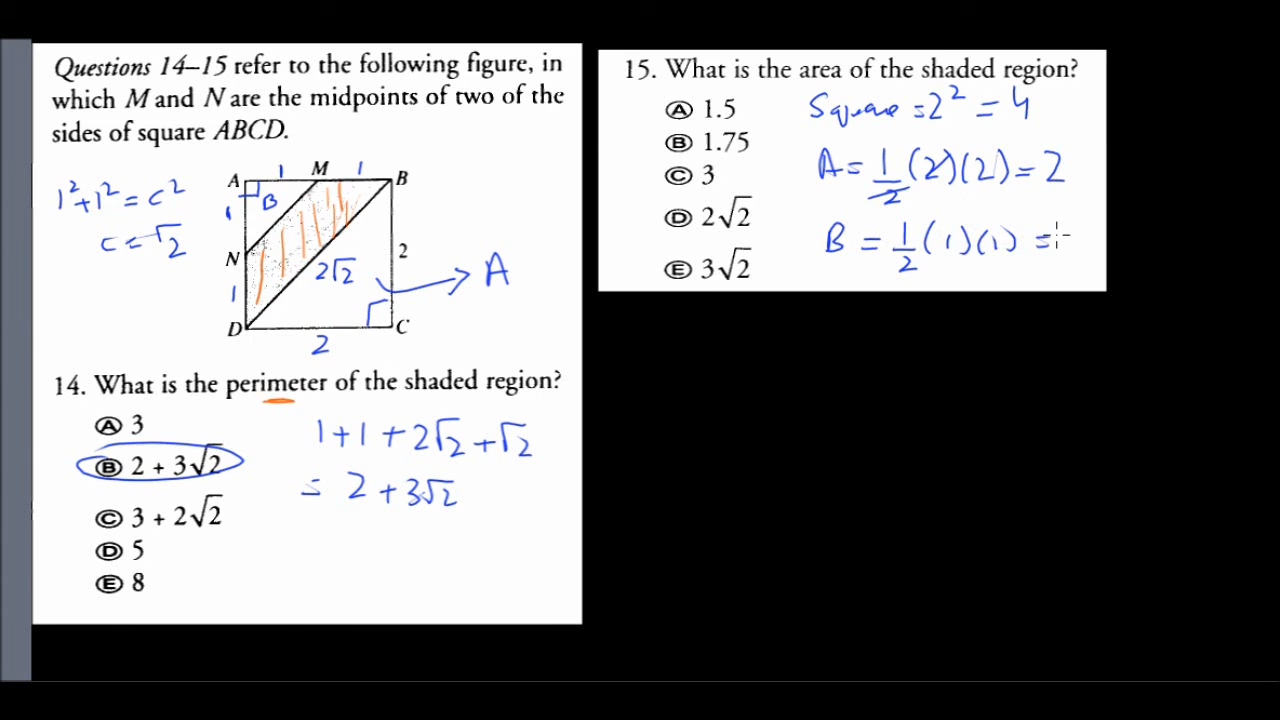 Questions 14–15 refer to the following figure, in
which M and N are the midpoints of two of the
sides of square ABCD.
1² + 1² = c²
c = √2
A
1
M
1
B
1
B
N
2√2
2
A
1
D
2
C
14. What is the perimeter of the shaded region?
Ⓐ 3
Ⓑ 2 + 3√2
Ⓒ 3 + 2√2
Ⓓ 5
Ⓔ 8
1 + 1 + 2√2 + √2
= 2 + 3√2
15. What is the area of the shaded region?
Ⓐ 1.5
Ⓑ 1.75
Ⓒ 3
Ⓓ 2√2
Ⓔ 3√2
Square = 2² = 4
A = 1/2 (2)(2) = 2
B = 1/2 (1)(1) =